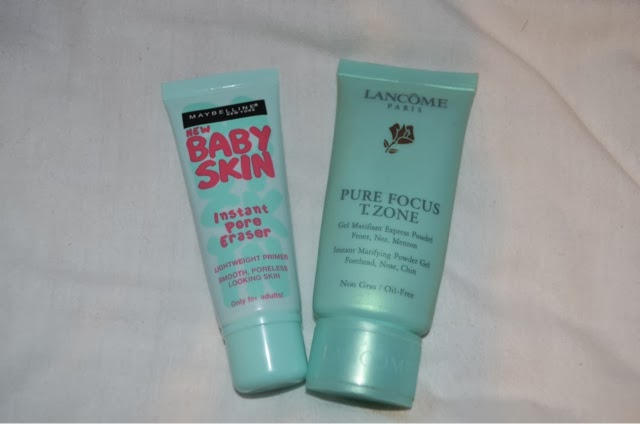 MAYBELLINE
NEW YORK
NEW
BABY
SKIN
Instant
Pore
Eraser
LIGHTWEIGHT PRIMER
SMOOTH, PORELESS
LOOKING SKIN
Only for adults!
LANCÔME
PARIS
PURE FOCUS
T.ZONE
Gel Matifiant Express Powdré
Front, Nez, Menton
Instant Matifying Powder Gel
Forehead, Nose, Chin
Non Gras / Oil-Free
LANCÔME